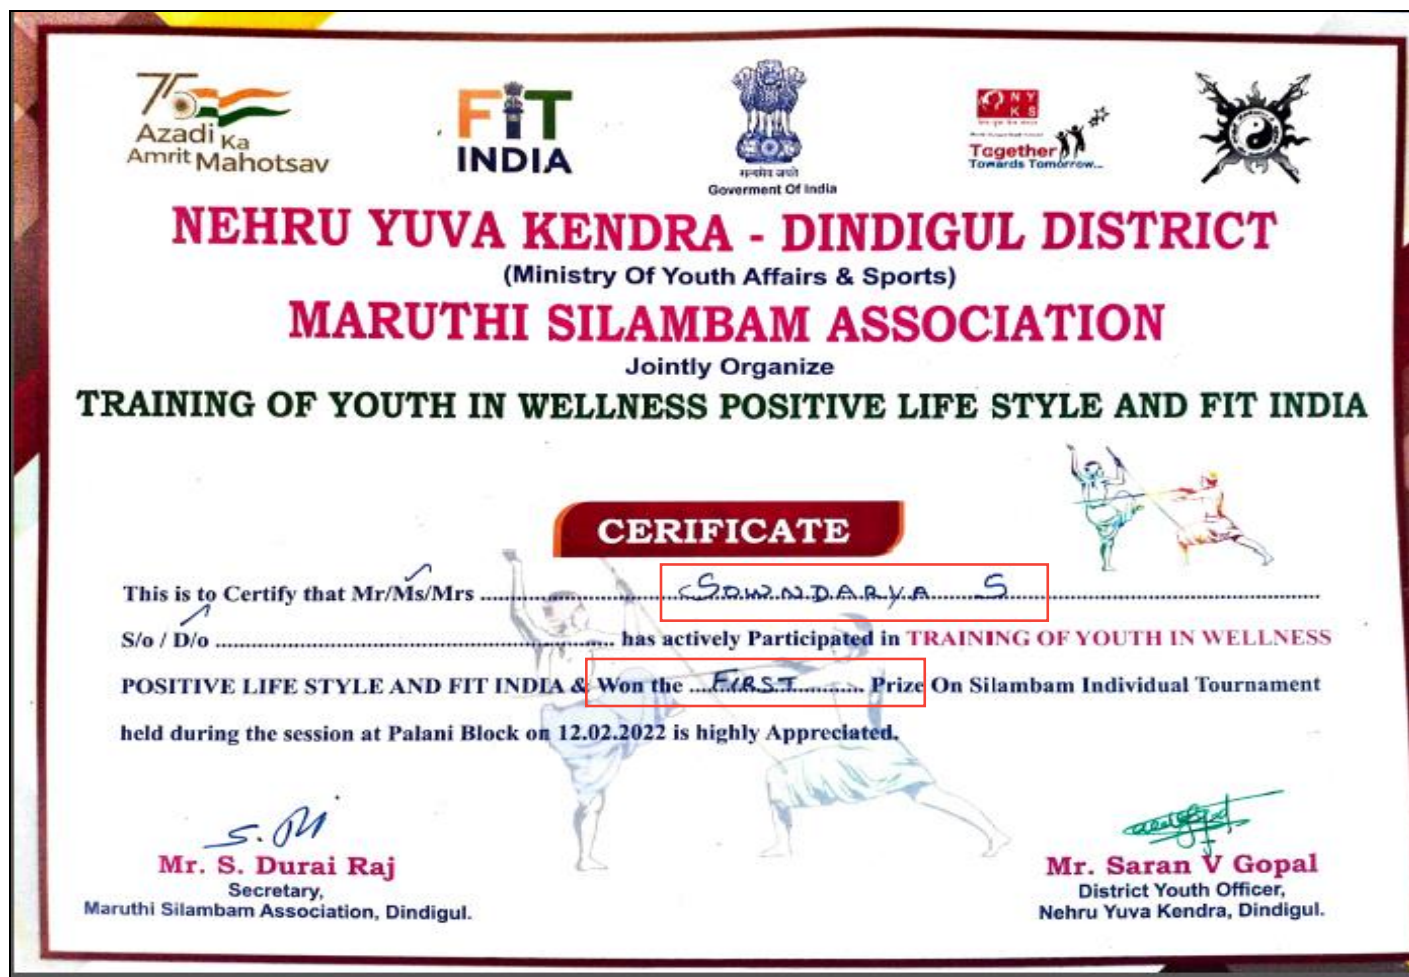 75
Azadi Ka
Amrit Mahotsav
FIT
INDIA
सत्यमेव जयते
Goverment Of India
NY
KS
Together
Towards Tomorrow...
NEHRU YUVA KENDRA - DINDIGUL DISTRICT
(Ministry Of Youth Affairs & Sports)
MARUTHI SILAMBAM ASSOCIATION
Jointly Organize
TRAINING OF YOUTH IN WELLNESS POSITIVE LIFE STYLE AND FIT INDIA
CERIFICATE
This is to Certify that Mr/Ms/Mrs ........ SOWNDARYA S ........
S/o / D/o ........ has actively Participated in TRAINING OF YOUTH IN WELLNESS
POSITIVE LIFE STYLE AND FIT INDIA & Won the ....FIRST.... Prize On Silambam Individual Tournament
held during the session at Palani Block on 12.02.2022 is highly Appreciated.
Mr. S. Durai Raj
Secretary,
Maruthi Silambam Association, Dindigul.
Mr. Saran V Gopal
District Youth Officer,
Nehru Yuva Kendra, Dindigul.